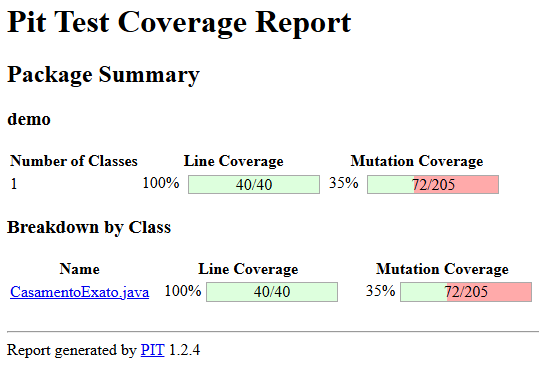 Pit Test Coverage Report
Package Summary
demo
Number of Classes Line Coverage Mutation Coverage
1 100% 40/40 35% 72/205
Breakdown by Class
Name Line Coverage Mutation Coverage
CasamentoExato.java 100% 40/40 35% 72/205
Report generated by PIT 1.2.4